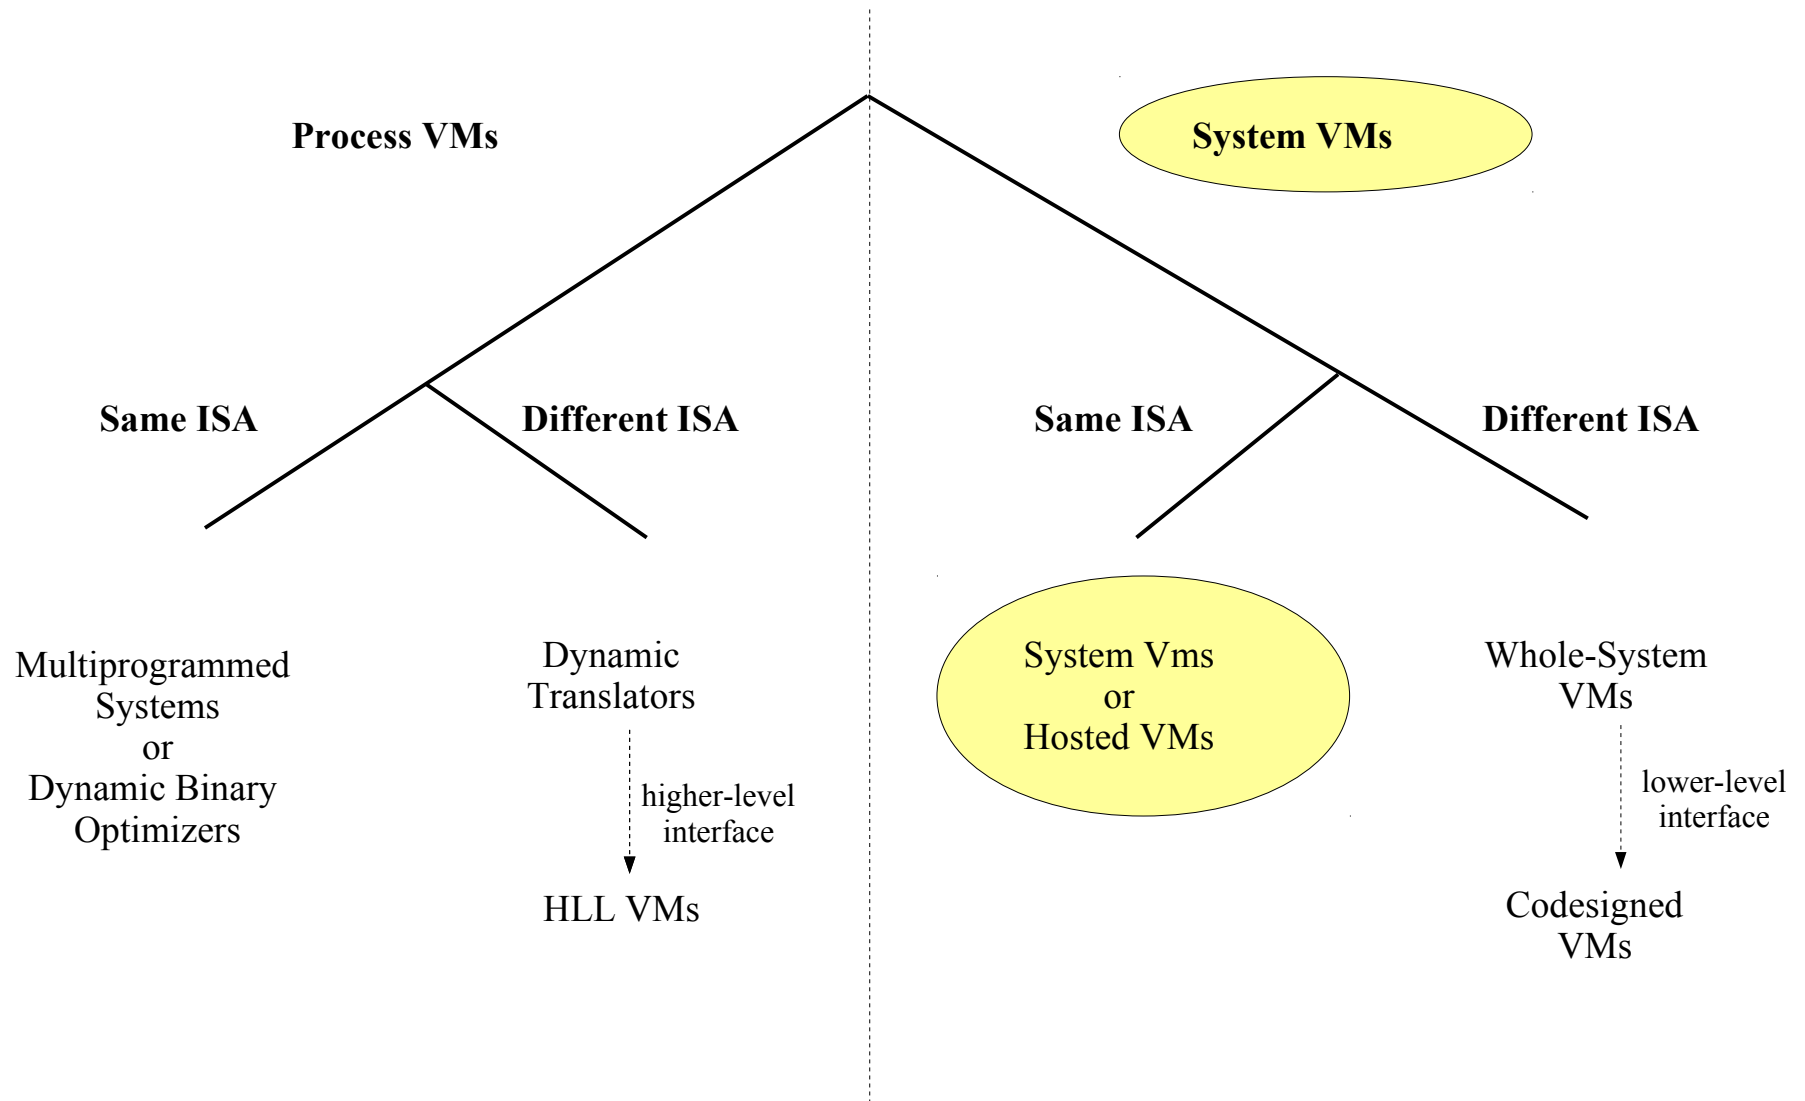 Process VMs
System VMs
Same ISA
Different ISA
Same ISA
Different ISA
Multiprogrammed
Systems
or
Dynamic Binary
Optimizers
Dynamic
Translators
higher-level
interface
HLL VMs
System Vms
or
Hosted VMs
Whole-System
VMs
lower-level
interface
Codesigned
VMs